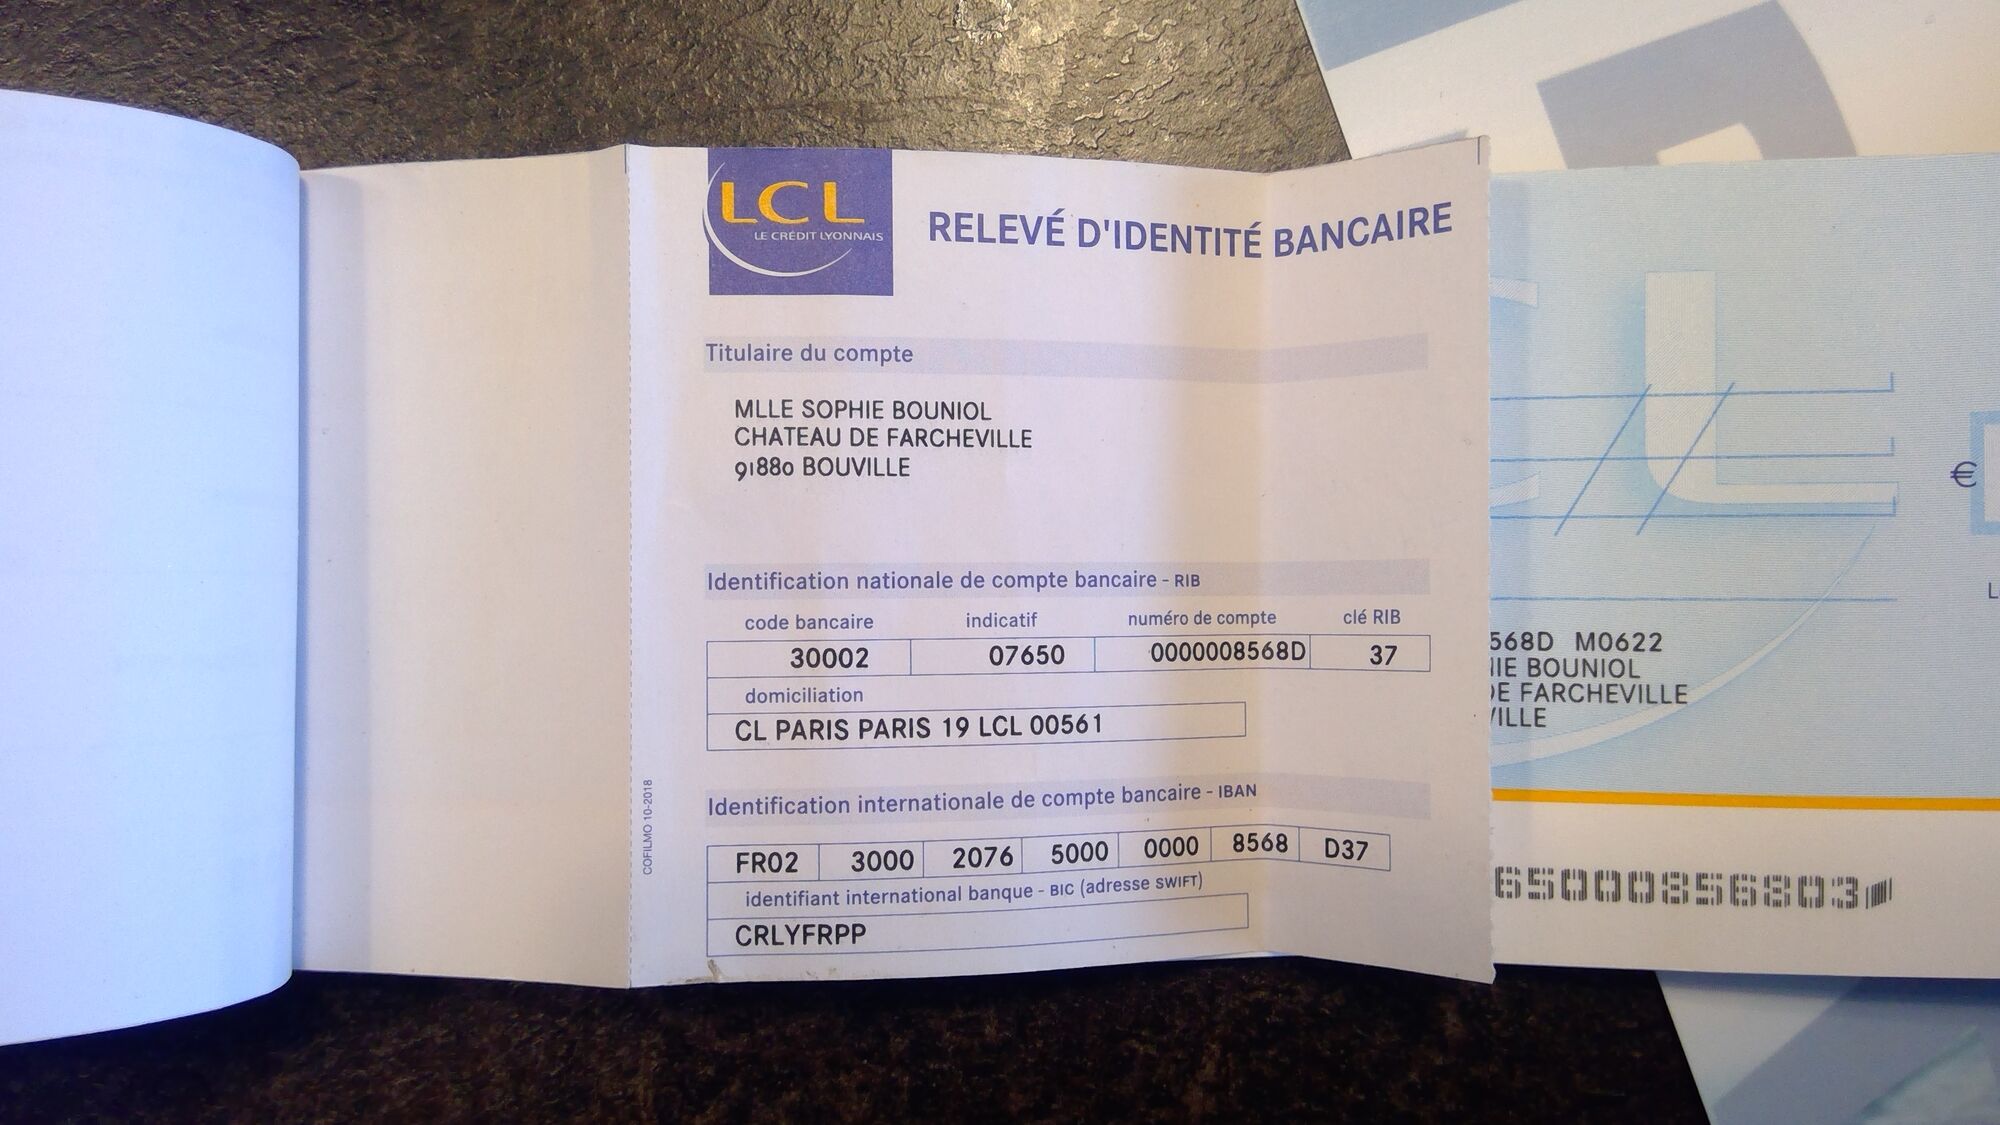 LCL
LE CRÉDIT LYONNAIS
RELEVÉ D'IDENTITÉ BANCAIRE
Titulaire du compte
MLLE SOPHIE BOUNIOL
CHATEAU DE FARCHEVILLE
91880 BOUVILLE
Identification nationale de compte bancaire - RIB
code bancaire indicatif numéro de compte clé RIB
30002 07650 0000008568D 37
domiciliation
CL PARIS PARIS 19 LCL 00561
Identification internationale de compte bancaire - IBAN
FR02 3000 2076 5000 0000 8568 D37
identifiant international banque - BIC (adresse SWIFT)
CRLYFRPP
COFILMO 10-2018
€
568D M0622
IE BOUNIOL
DE FARCHEVILLE
VILLE
650000856803